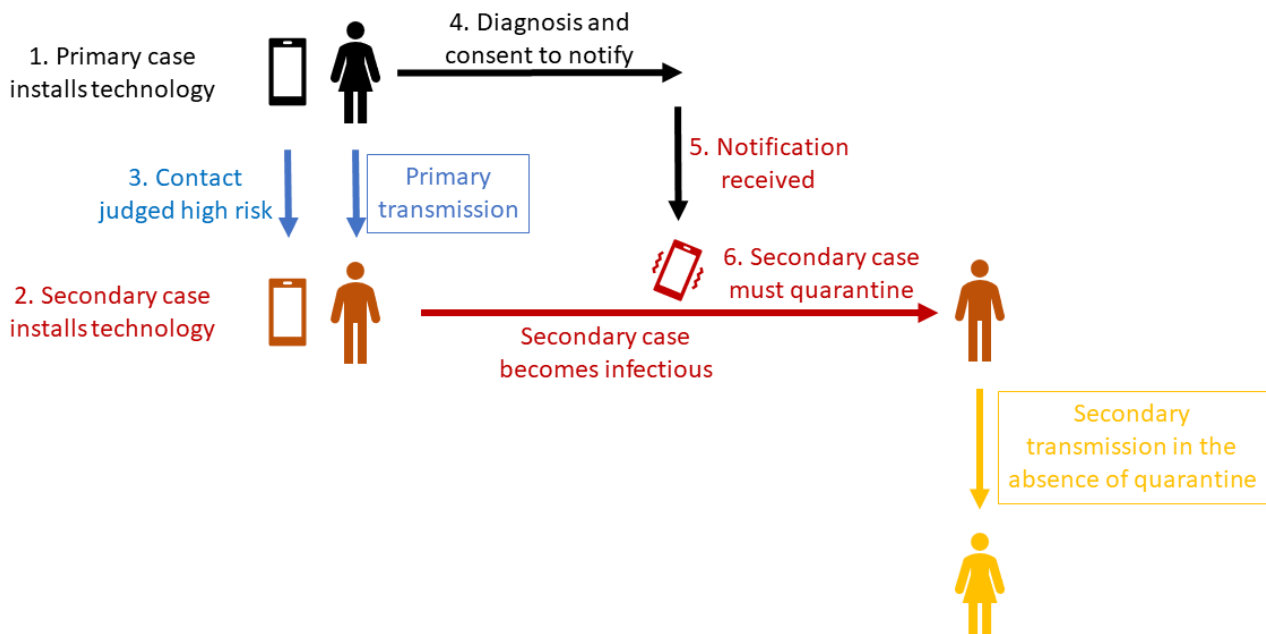 1. Primary case
installs technology
4. Diagnosis and
consent to notify
3. Contact
judged high risk
Primary
transmission
5. Notification
received
2. Secondary case
installs technology
6. Secondary case
must quarantine
Secondary case
becomes infectious
Secondary
transmission in the
absence of quarantine